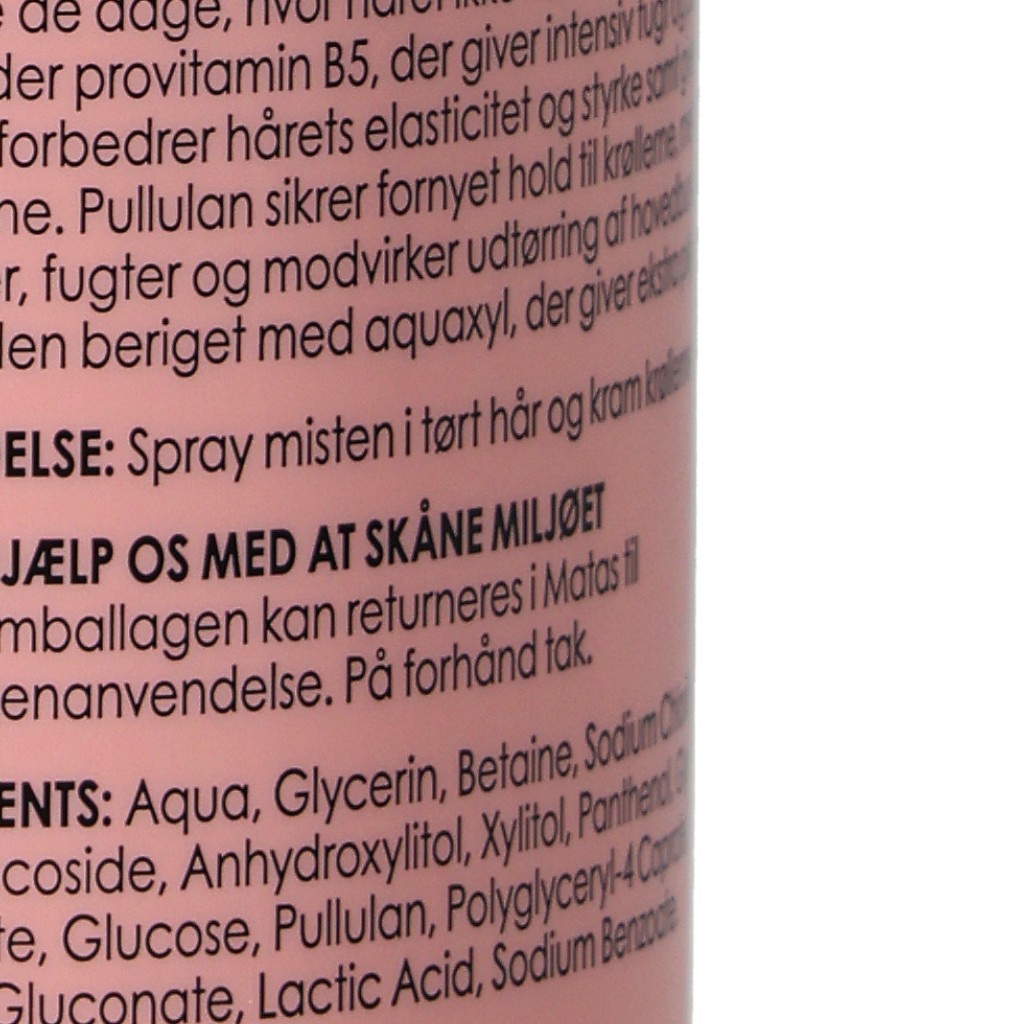 de dage, hvor
der provitamin B5, der giver intensiv fugt
forbedrer hårets elasticitet og styrke samt
ne. Pullulan sikrer fornyet hold til krøllerne,
r, fugter og modvirker udtørring af
len beriget med aquaxyl, der giver ekstra
ELSE: Spray misten i tørt hår og kram krøllerne
JÆLP OS MED AT SKÅNE MILJØET
mballagen kan returneres i Matas til
enanvendelse. På forhånd tak.
ENTS: Aqua, Glycerin, Betaine, Sodium
coside, Anhydroxylitol, Xylitol, Panthenol,
te, Glucose, Pullulan, Polyglyceryl-4
Gluconate, Lactic Acid, Sodium Benzoate.